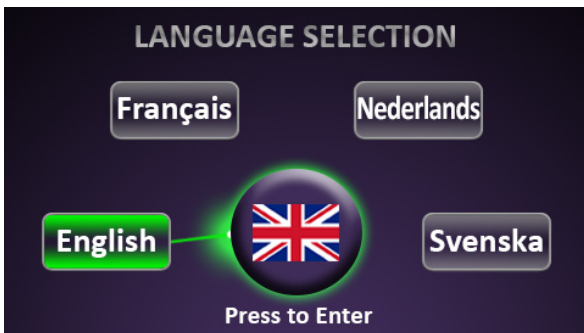 LANGUAGE SELECTION
Français
Nederlands
English
Svenska
Press to Enter